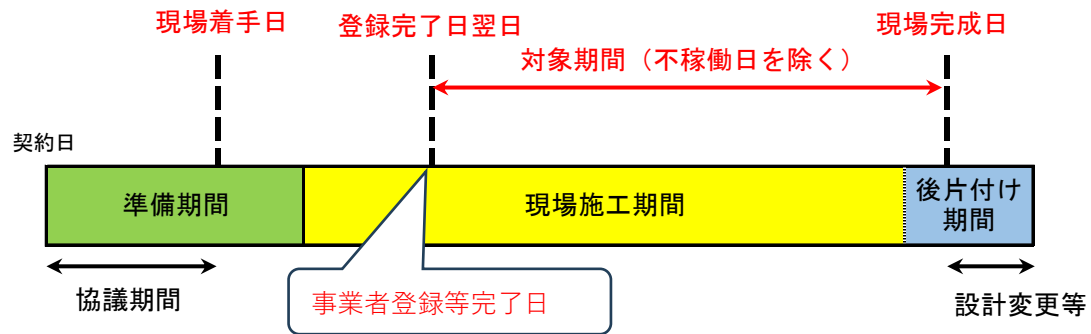 現場着手日
登録完了日翌日
現場完成日
対象期間（不稼働日を除く）
契約日
準備期間
現場施工期間
後片付け
期間
協議期間
事業者登録等完了日
設計変更等